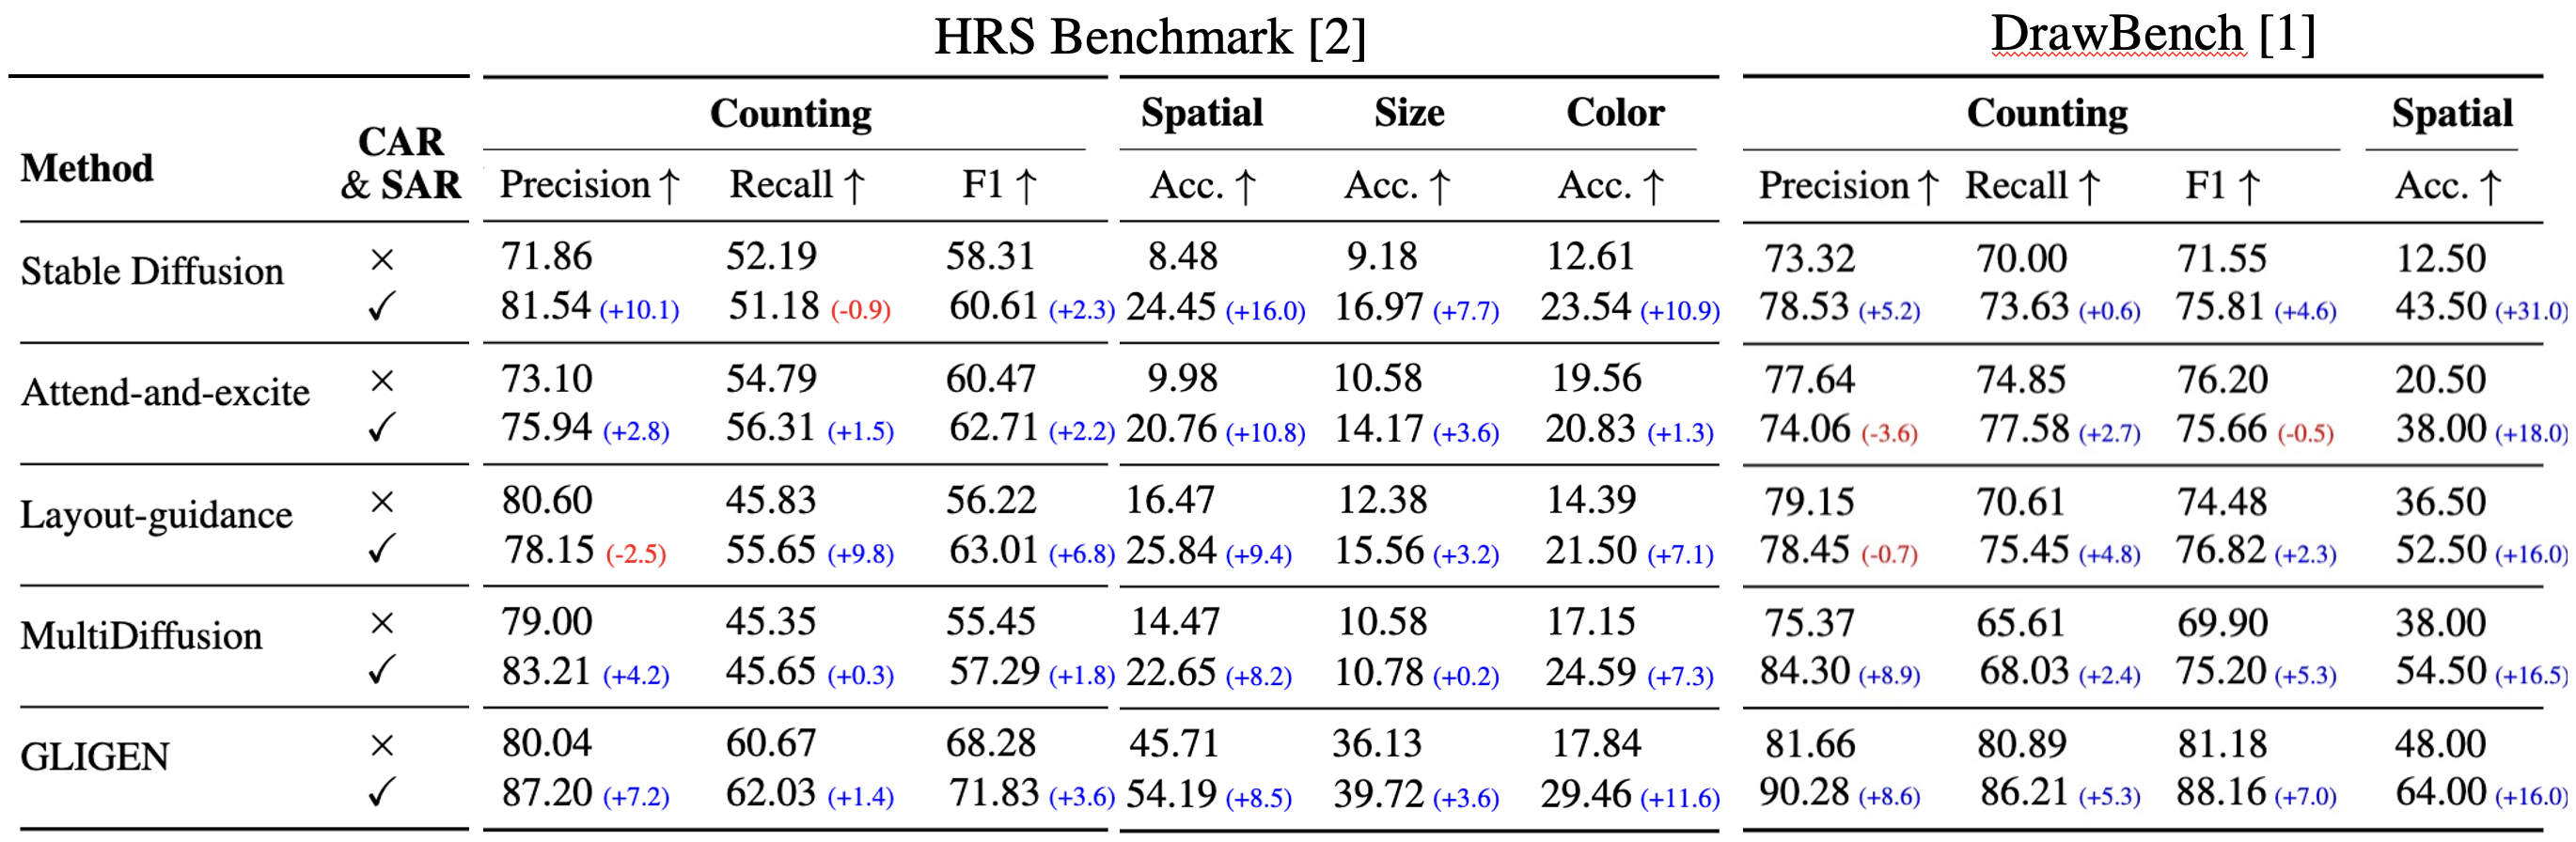 HRS Benchmark [2] DrawBench [1]
Method CAR & SAR Counting Spatial Size Color Counting Spatial
Precision ↑ Recall ↑ F1 ↑ Acc. ↑ Acc. ↑ Acc. ↑ Precision ↑ Recall ↑ F1 ↑ Acc. ↑
Stable Diffusion × 71.86 52.19 58.31 8.48 9.18 12.61 73.32 70.00 71.55 12.50
✓ 81.54 (+10.1) 51.18 (-0.9) 60.61 (+2.3) 24.45 (+16.0) 16.97 (+7.7) 23.54 (+10.9) 78.53 (+5.2) 73.63 (+0.6) 75.81 (+4.6) 43.50 (+31.0)
Attend-and-excite × 73.10 54.79 60.47 9.98 10.58 19.56 77.64 74.85 76.20 20.50
✓ 75.94 (+2.8) 56.31 (+1.5) 62.71 (+2.2) 20.76 (+10.8) 14.17 (+3.6) 20.83 (+1.3) 74.06 (-3.6) 77.58 (+2.7) 75.66 (-0.5) 38.00 (+18.0)
Layout-guidance × 80.60 45.83 56.22 16.47 12.38 14.39 79.15 70.61 74.48 36.50
✓ 78.15 (-2.5) 55.65 (+9.8) 63.01 (+6.8) 25.84 (+9.4) 15.56 (+3.2) 21.50 (+7.1) 78.45 (-0.7) 75.45 (+4.8) 76.82 (+2.3) 52.50 (+16.0)
MultiDiffusion × 79.00 45.35 55.45 14.47 10.58 17.15 75.37 65.61 69.90 38.00
✓ 83.21 (+4.2) 45.65 (+0.3) 57.29 (+1.8) 22.65 (+8.2) 10.78 (+0.2) 24.59 (+7.3) 84.30 (+8.9) 68.03 (+2.4) 75.20 (+5.3) 54.50 (+16.5)
GLIGEN × 80.04 60.67 68.28 45.71 36.13 17.84 81.66 80.89 81.18 48.00
✓ 87.20 (+7.2) 62.03 (+1.4) 71.83 (+3.6) 54.19 (+8.5) 39.72 (+3.6) 29.46 (+11.6) 90.28 (+8.6) 86.21 (+5.3) 88.16 (+7.0) 64.00 (+16.0)